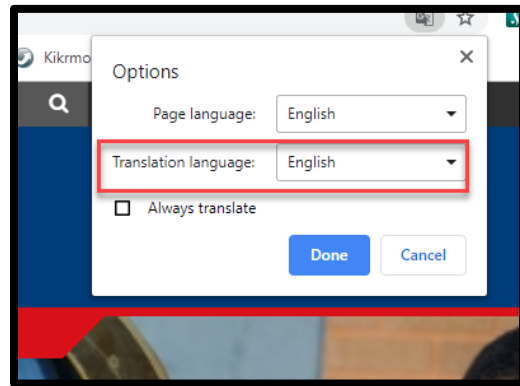 Kikrmo
Options
Page language: English
Translation language: English
Always translate
Done Cancel